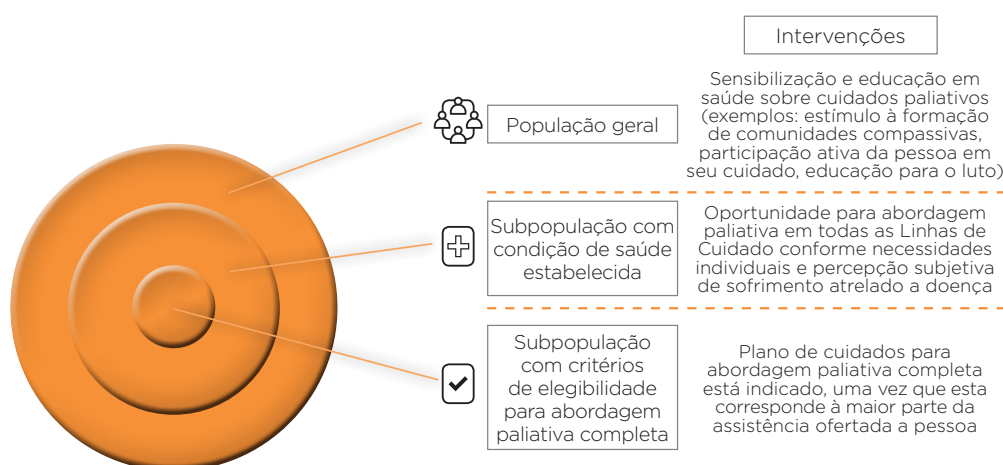 Intervenções
População geral
Sensibilização e educação em
saúde sobre cuidados paliativos
(exemplos: estímulo à formação
de comunidades compassivas,
participação ativa da pessoa em
seu cuidado, educação para o luto)
Subpopulação com
condição de saúde
estabelecida
Oportunidade para abordagem
paliativa em todas as Linhas de
Cuidado conforme necessidades
individuais e percepção subjetiva
de sofrimento atrelado a doença
Subpopulação
com critérios
de elegibilidade
para abordagem
paliativa completa
Plano de cuidados para
abordagem paliativa completa
está indicado, uma vez que esta
corresponde à maior parte da
assistência ofertada a pessoa